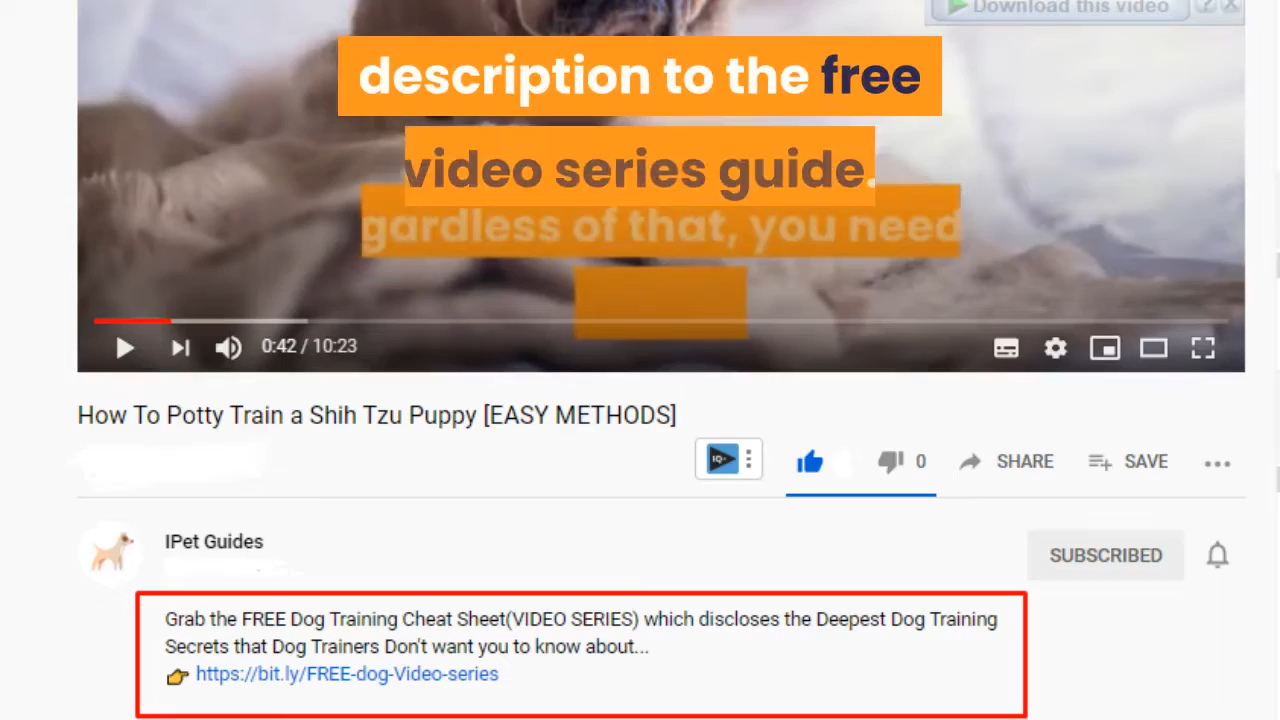 Download this video
description to the free
video series guide.
gardless of that, you need
0:42 / 10:23
How To Potty Train a Shih Tzu Puppy [EASY METHODS]
IQ
0
SHARE
SAVE
IPet Guides
SUBSCRIBED
Grab the FREE Dog Training Cheat Sheet(VIDEO SERIES) which discloses the Deepest Dog Training
Secrets that Dog Trainers Don't want you to know about...
👉 https://bit.ly/FREE-dog-Video-series